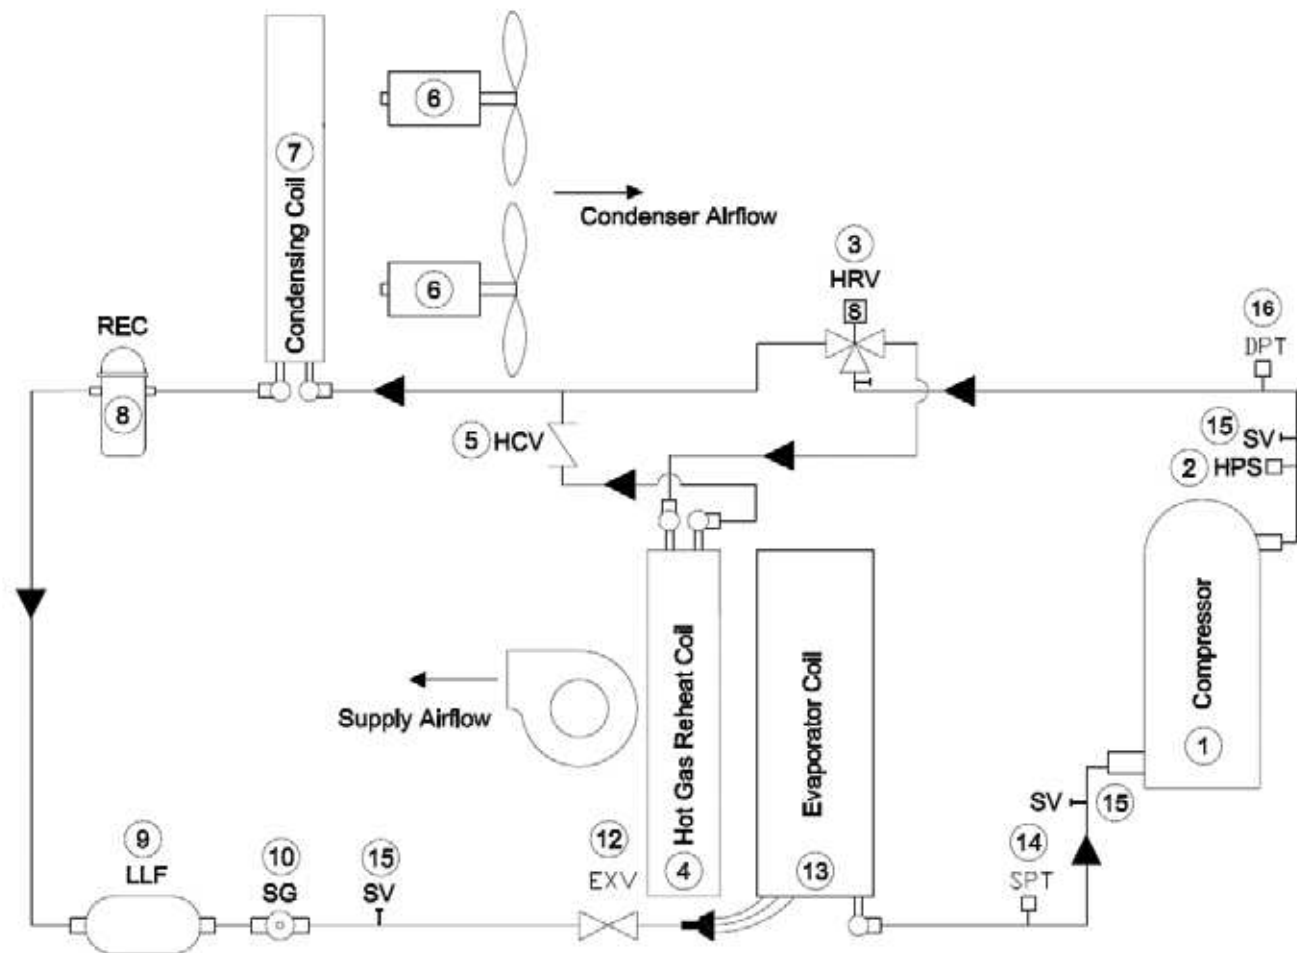 6
7
Condensing Coil
Condenser Airflow
6
3
HRV
S
16
DPT
REC
8
5 HCV
15
SV
2 HPS
Compressor
1
Hot Gas Reheat Coil
4
Evaporator Coil
13
Supply Airflow
SV 15
14
SPT
9
LLF
10
SG
15
SV
12
EXV